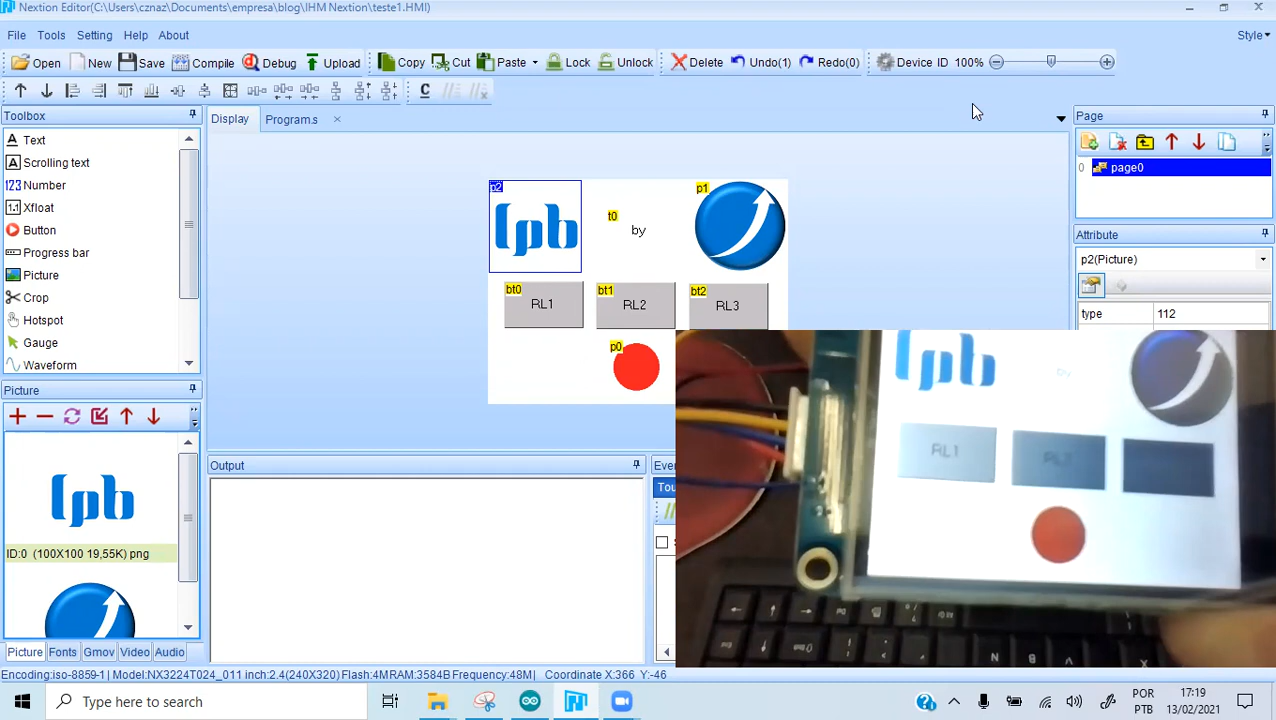 Nextion Editor(C:\Users\cznaz\Documents\empresa\blog\IHM Nextion\teste1.HMI)
File Tools Setting Help About Style
Open New Save Compile Debug Upload Copy Cut Paste Lock Unlock Delete Undo(1) Redo(0) Device ID 100%
C
Toolbox
Text
Scrolling text
Number
Xfloat
Button
Progress bar
Picture
Crop
Hotspot
Gauge
Waveform
Picture
lpb
ID:0 (100X100 19,55K) png
Picture Fonts Gmov Video Audio
Display Program.s
p2
lpb
t0
by
p1
bt0
RL1
bt1
RL2
bt2
RL3
p0
Output
Page
0 page0
Attribute
p2(Picture)
type 112
lpb
by
RL1
Encoding:iso-8859-1 Model:NX3224T024_011 inch:2.4(240X320) Flash:4M RAM:3584B Frequency:48M Coordinate X:366 Y:-46
Type here to search
POR
PTB
17:19
13/02/2021